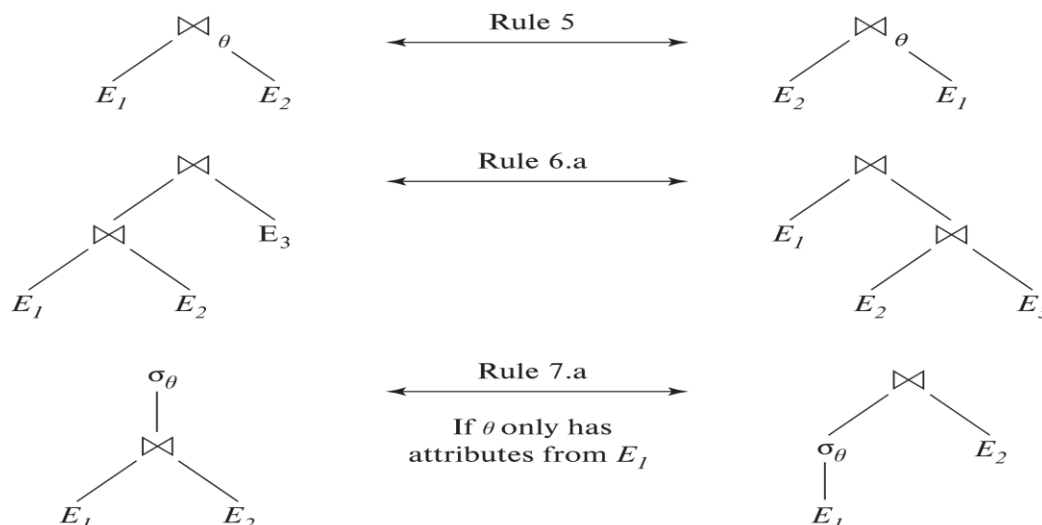 ⋈θ Rule 5 ⋈θ
E1 E2 E2 E1
⋈ Rule 6.a ⋈
⋈ E3 E1 ⋈
E1 E2 E2 E3
σθ Rule 7.a ⋈
⋈ If θ only has
attributes from E1 σθ E2
E1 E2 E1